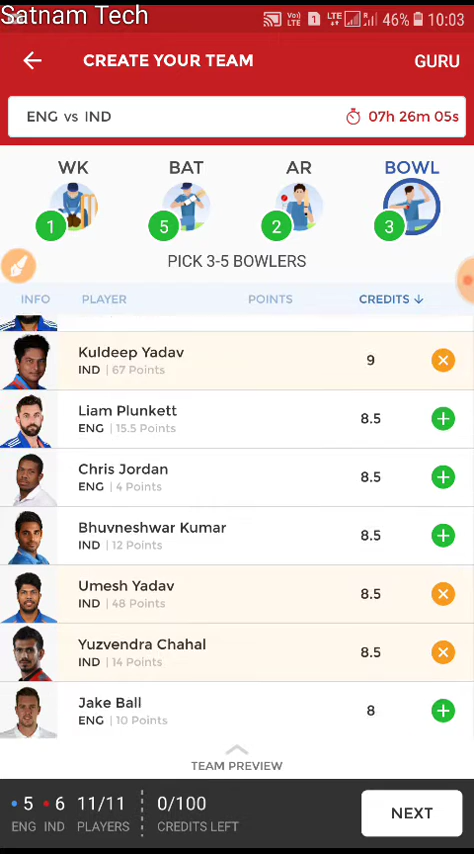 Satnam Tech
Vo) LTE 1 LTE 46% 10:03
CREATE YOUR TEAM GURU
ENG vs IND 07h 26m 05s
WK BAT AR BOWL
1 5 2 3
PICK 3-5 BOWLERS
INFO PLAYER POINTS CREDITS ↓
Kuldeep Yadav 9
IND | 67 Points
Liam Plunkett 8.5
ENG | 15.5 Points
Chris Jordan 8.5
ENG | 4 Points
Bhuvneshwar Kumar 8.5
IND | 12 Points
Umesh Yadav 8.5
IND | 48 Points
Yuzvendra Chahal 8.5
IND | 14 Points
Jake Ball 8
ENG | 10 Points
TEAM PREVIEW
5 6 11/11 0/100 NEXT
ENG IND PLAYERS CREDITS LEFT